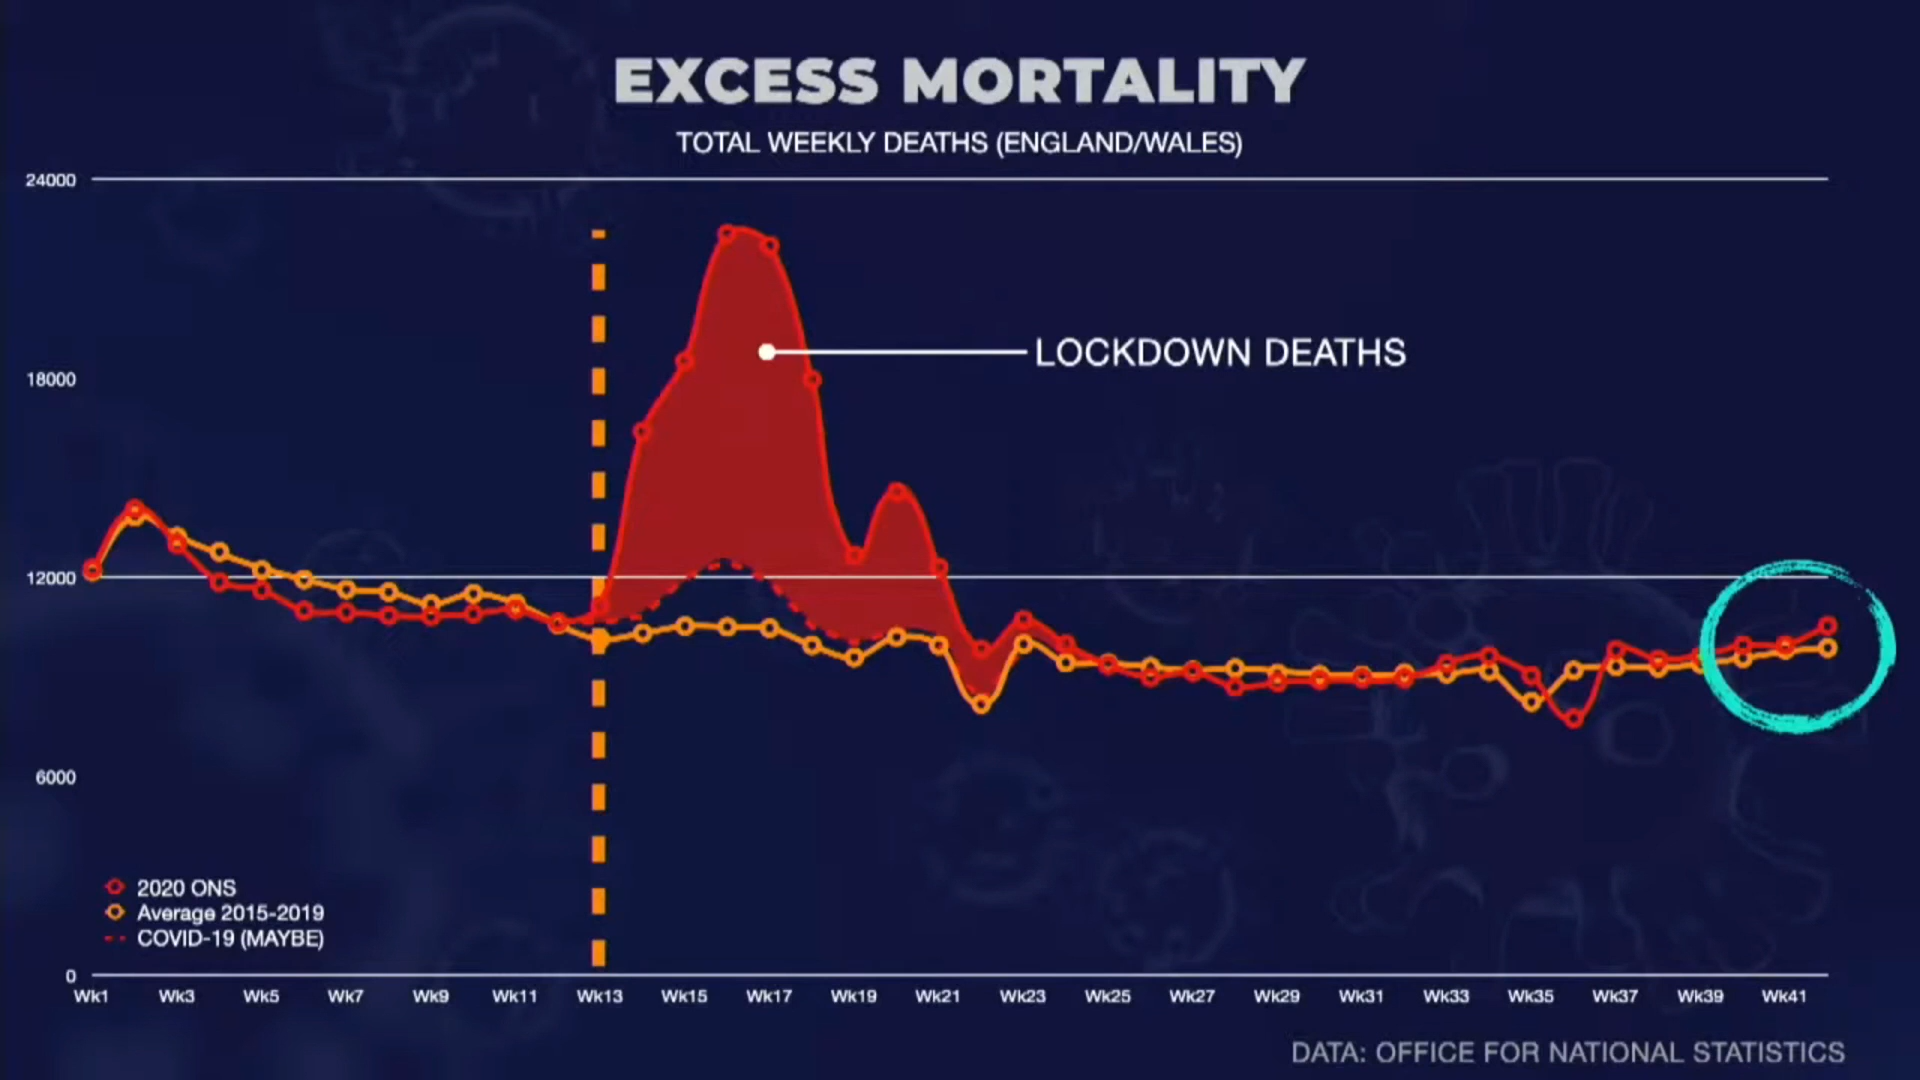 EXCESS MORTALITY
TOTAL WEEKLY DEATHS (ENGLAND/WALES)
24000
18000
12000
6000
0
LOCKDOWN DEATHS
2020 ONS
Average 2015-2019
COVID-19 (MAYBE)
Wk1 Wk3 Wk5 Wk7 Wk9 Wk11 Wk13 Wk15 Wk17 Wk19 Wk21 Wk23 Wk25 Wk27 Wk29 Wk31 Wk33 Wk35 Wk37 Wk39 Wk41
DATA: OFFICE FOR NATIONAL STATISTICS